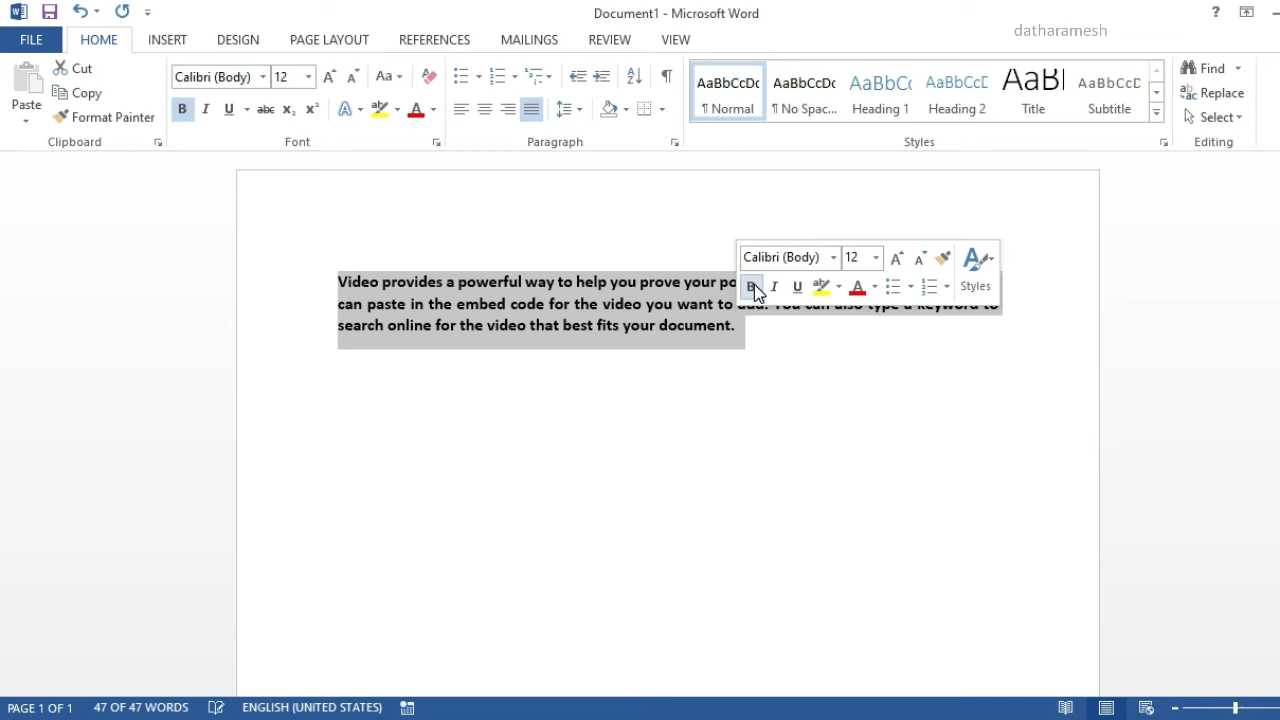 Document1 - Microsoft Word
datharamesh
FILE HOME INSERT DESIGN PAGE LAYOUT REFERENCES MAILINGS REVIEW VIEW
Paste
Cut
Copy
Format Painter
Clipboard
Calibri (Body) 12
Font
Paragraph
AaBbCcDc AaBbCcDc AaBbCc AaBbCcD AaBl AaBbCcD
¶ Normal ¶ No Spac... Heading 1 Heading 2 Title Subtitle
Styles
Find
Replace
Select
Editing
Calibri (Body) 12
Styles
Video provides a powerful way to help you prove your
can paste in the embed code for the video you want to add. You can also type a keyword to
search online for the video that best fits your document.
PAGE 1 OF 1 47 OF 47 WORDS ENGLISH (UNITED STATES)